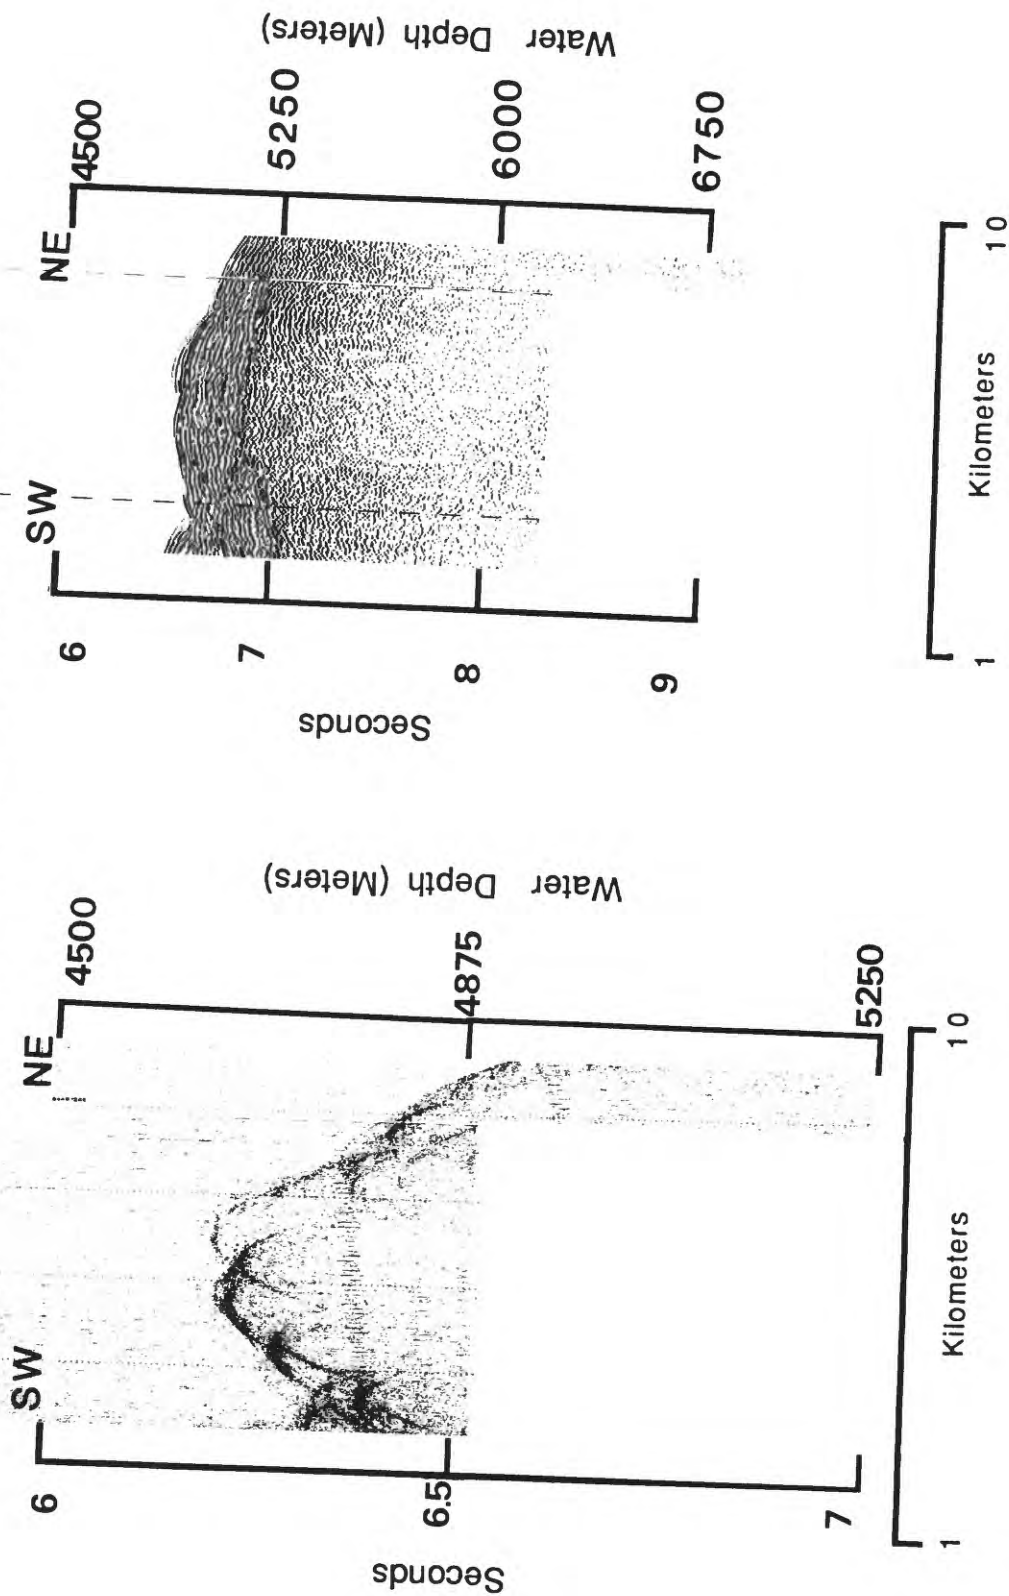 SW
NE
6
7
8
9
Seconds
4500
5250
6000
6750
Water Depth (Meters)
1
10
Kilometers
SW
NE
6
6.5
7
Seconds
4500
4875
5250
Water Depth (Meters)
1
10
Kilometers